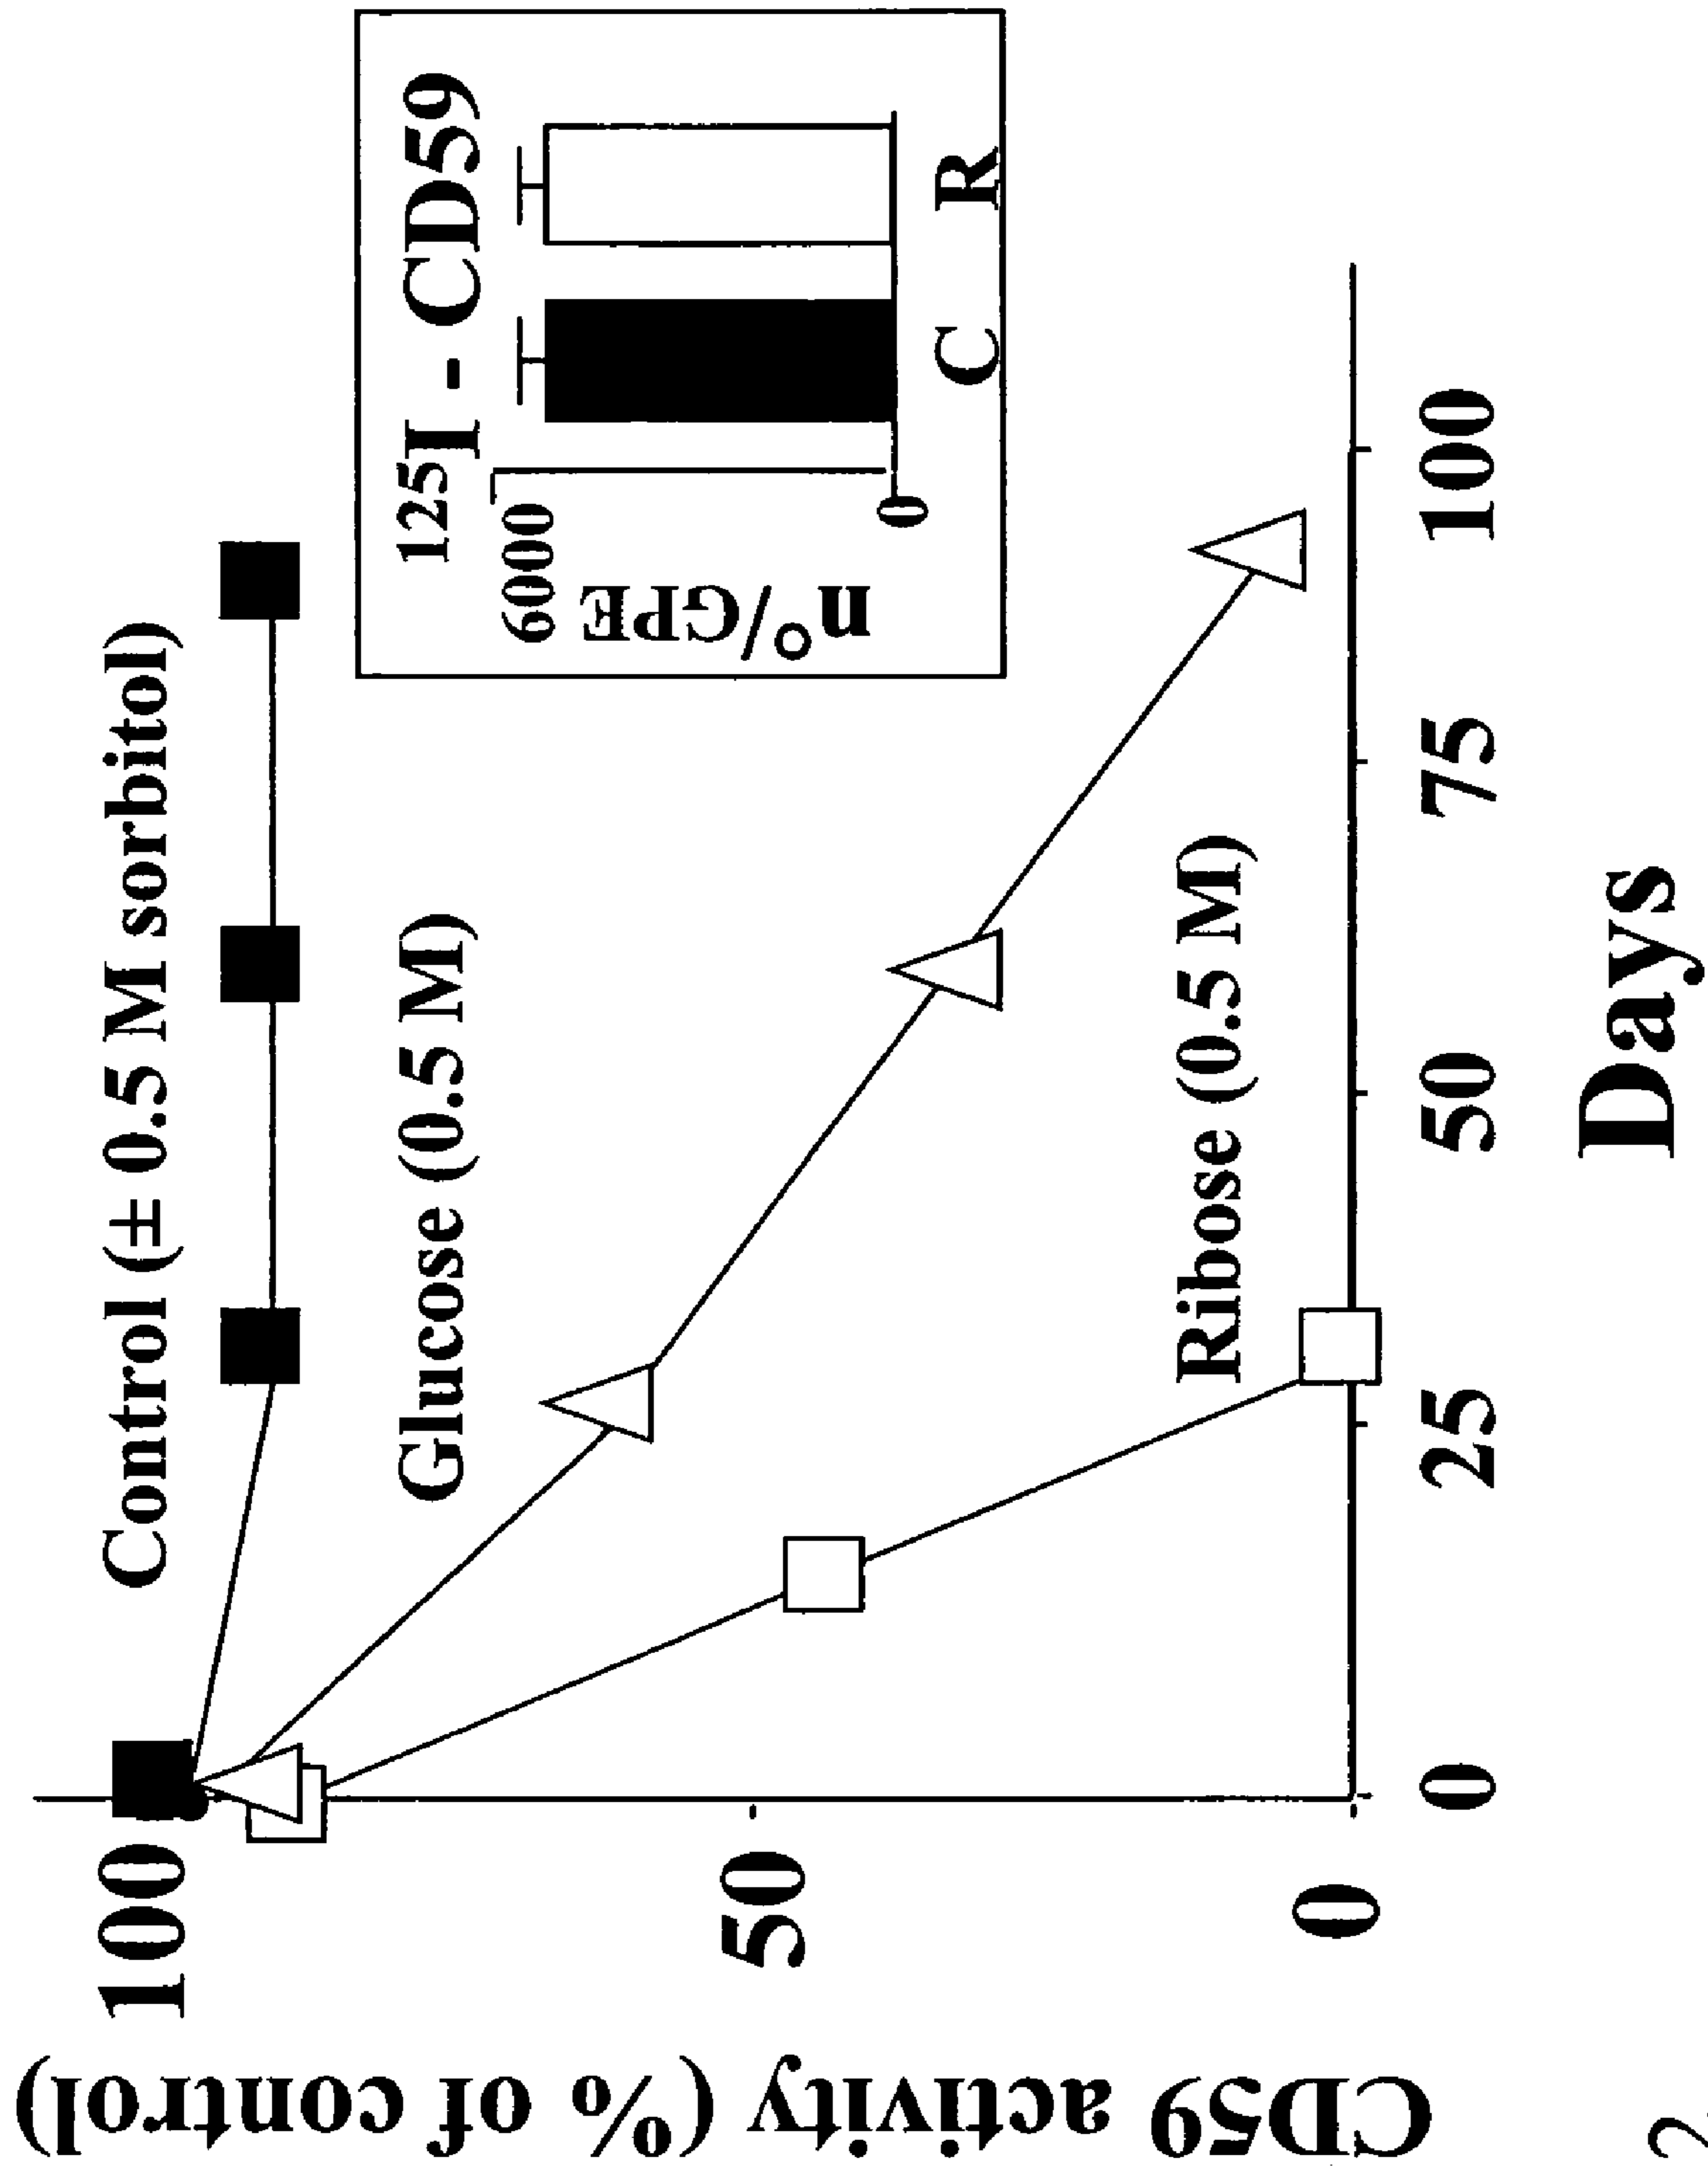 CD59 activity (% of control)
100
50
0
Control (± 0.5 M sorbitol)
Glucose (0.5 M)
Ribose (0.5 M)
125I - CD59
6000
0
n°/GPE
C R
0 25 50 75 100
Days